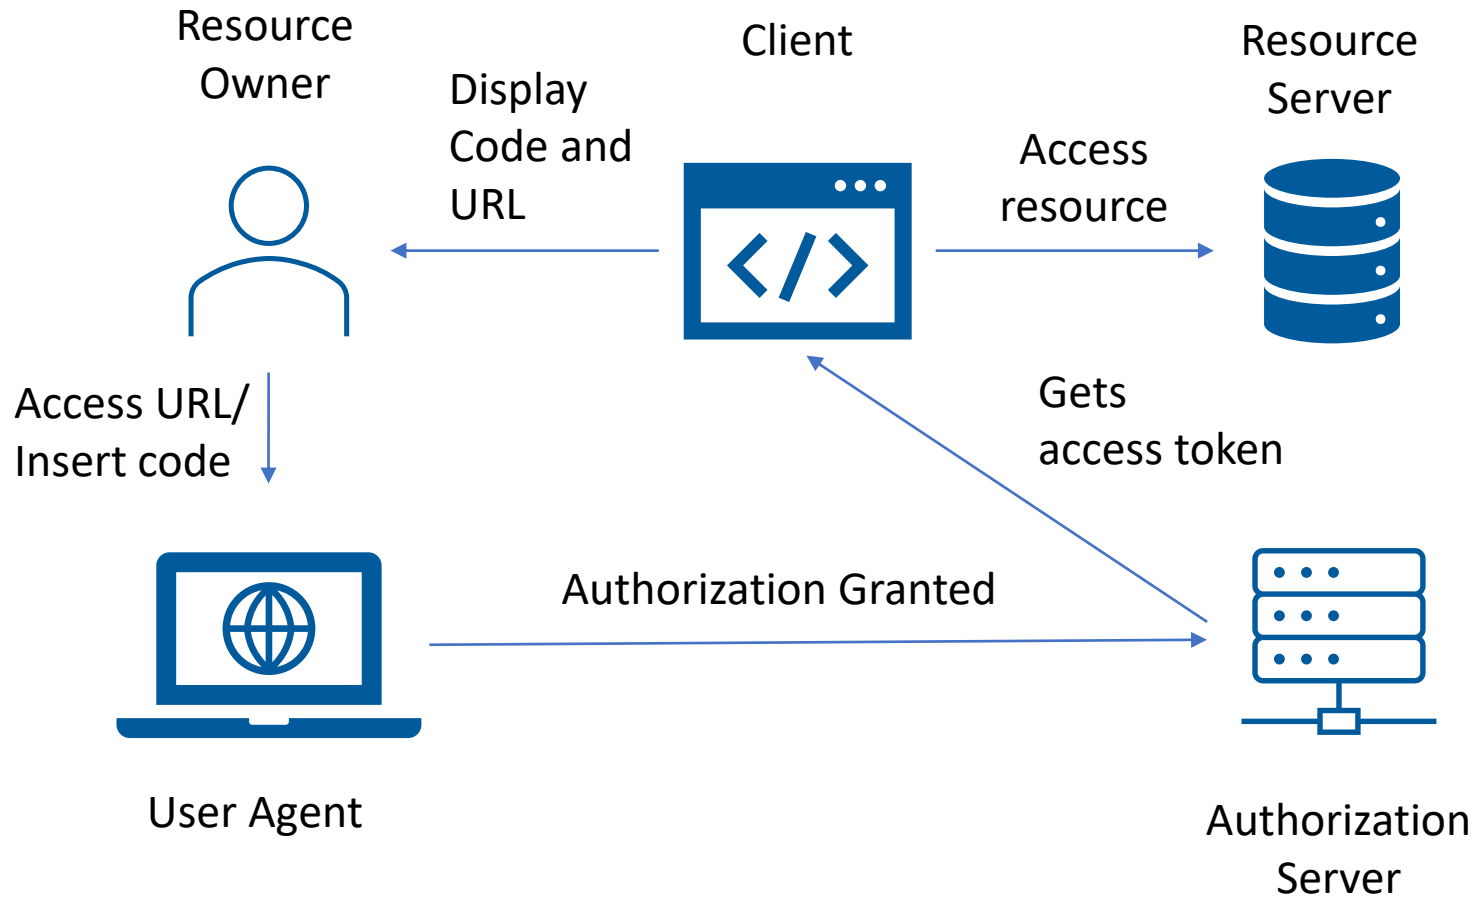 Resource
Owner
Client
Resource
Server
Display
Code and
URL
Access
resource
Access URL/
Insert code
Gets
access token
Authorization Granted
User Agent
Authorization
Server